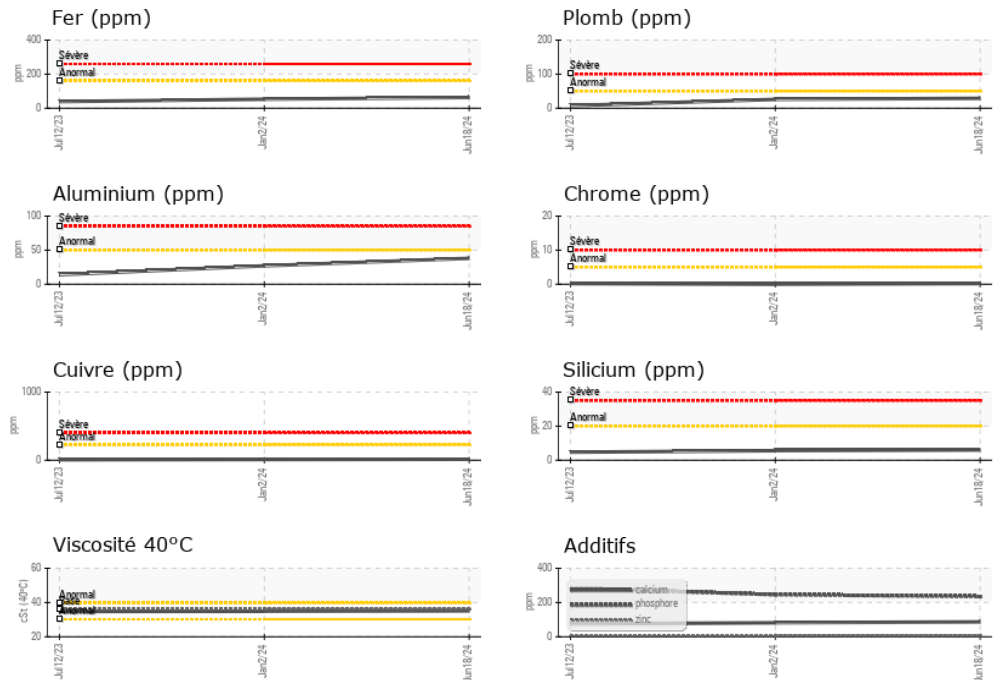 Fer (ppm)
400
200
0
ppm
Sévère
Anormal
Jul12/23
Jan2/24
Jun18/24
Plomb (ppm)
200
100
0
ppm
Sévère
Anormal
Jul12/23
Jan2/24
Jun18/24
Aluminium (ppm)
100
50
0
ppm
Sévère
Anormal
Jul12/23
Jan2/24
Jun18/24
Chrome (ppm)
20
10
0
ppm
Sévère
Anormal
Jul12/23
Jan2/24
Jun18/24
Cuivre (ppm)
1000
0
ppm
Sévère
Anormal
Jul12/23
Jan2/24
Jun18/24
Silicium (ppm)
40
20
0
ppm
Sévère
Anormal
Jul12/23
Jan2/24
Jun18/24
Viscosité 40°C
60
40
20
cSt (40°C)
Anormal
Base
Anormal
Jul12/23
Jan2/24
Jun18/24
Additifs
400
200
0
ppm
calcium
phosphore
zinc
Jul12/23
Jan2/24
Jun18/24